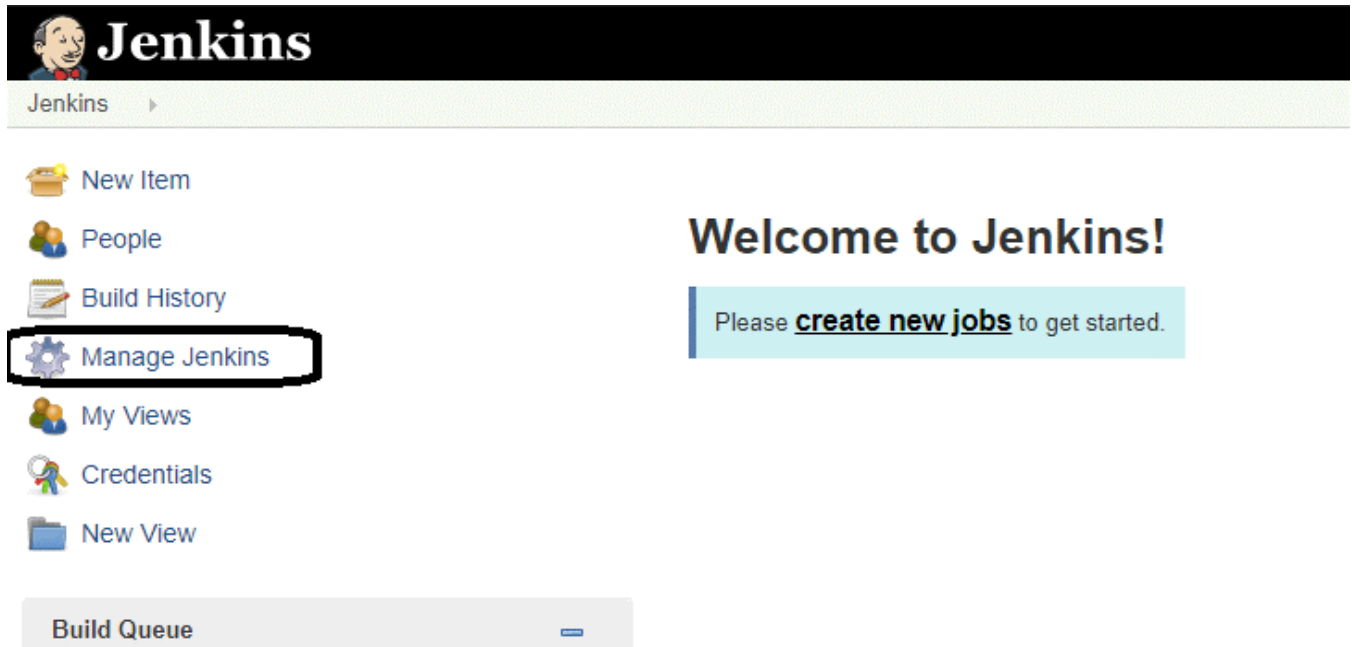 Jenkins
Jenkins
New Item
People
Build History
Manage Jenkins
My Views
Credentials
New View
Build Queue
Welcome to Jenkins!
Please create new jobs to get started.